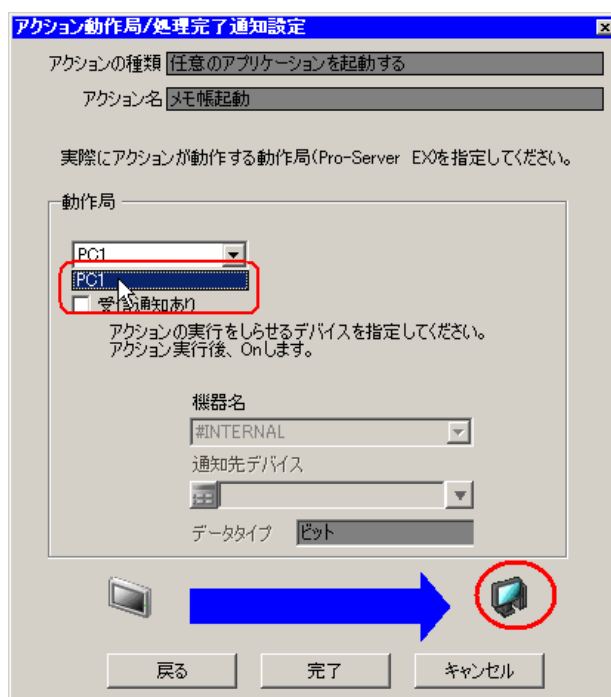 アクション動作局/処理完了通知設定
アクションの種類 任意のアプリケーションを起動する
アクション名 メモ帳起動
実際にアクションが動作する動作局(Pro-Server EX)を指定してください。
動作局
PC1
PC1
受信通知あり
アクションの実行をしらせるデバイスを指定してください。
アクション実行後、Onします。
機器名
#INTERNAL
通知先デバイス
データタイプ ビット
戻る 完了 キャンセル